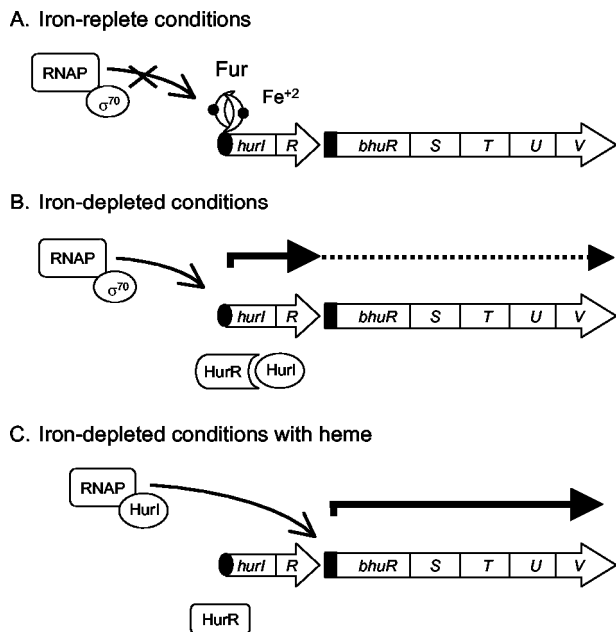 A. Iron-replete conditions
RNAP
σ⁷⁰
Fur
Fe⁺²
hurI R bhuR S T U V
B. Iron-depleted conditions
RNAP
σ⁷⁰
hurI R bhuR S T U V
HurR HurI
C. Iron-depleted conditions with heme
RNAP
HurI
hurI R bhuR S T U V
HurR